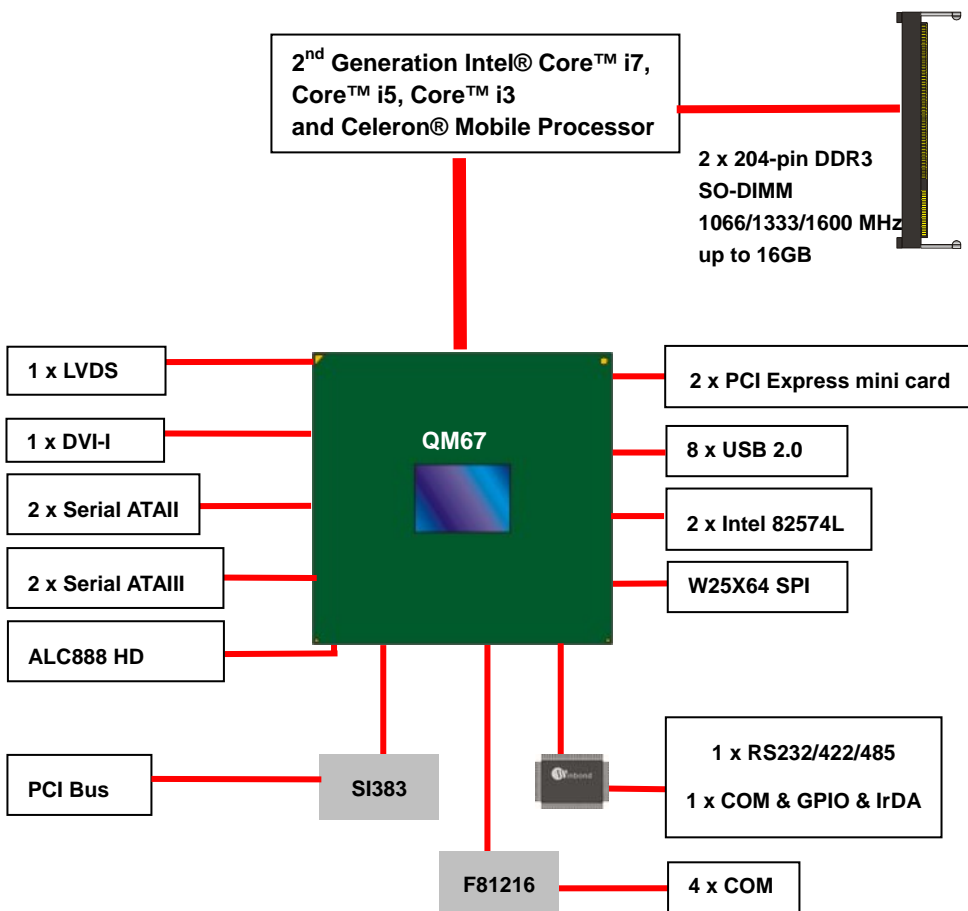 2nd Generation Intel® Core™ i7,
Core™ i5, Core™ i3
and Celeron® Mobile Processor
2 x 204-pin DDR3
SO-DIMM
1066/1333/1600 MHz
up to 16GB
1 x LVDS
1 x DVI-I
2 x Serial ATAII
2 x Serial ATAIII
ALC888 HD
PCI Bus
QM67
2 x PCI Express mini card
8 x USB 2.0
2 x Intel 82574L
W25X64 SPI
SI383
Winbond
1 x RS232/422/485
1 x COM & GPIO & IrDA
F81216
4 x COM